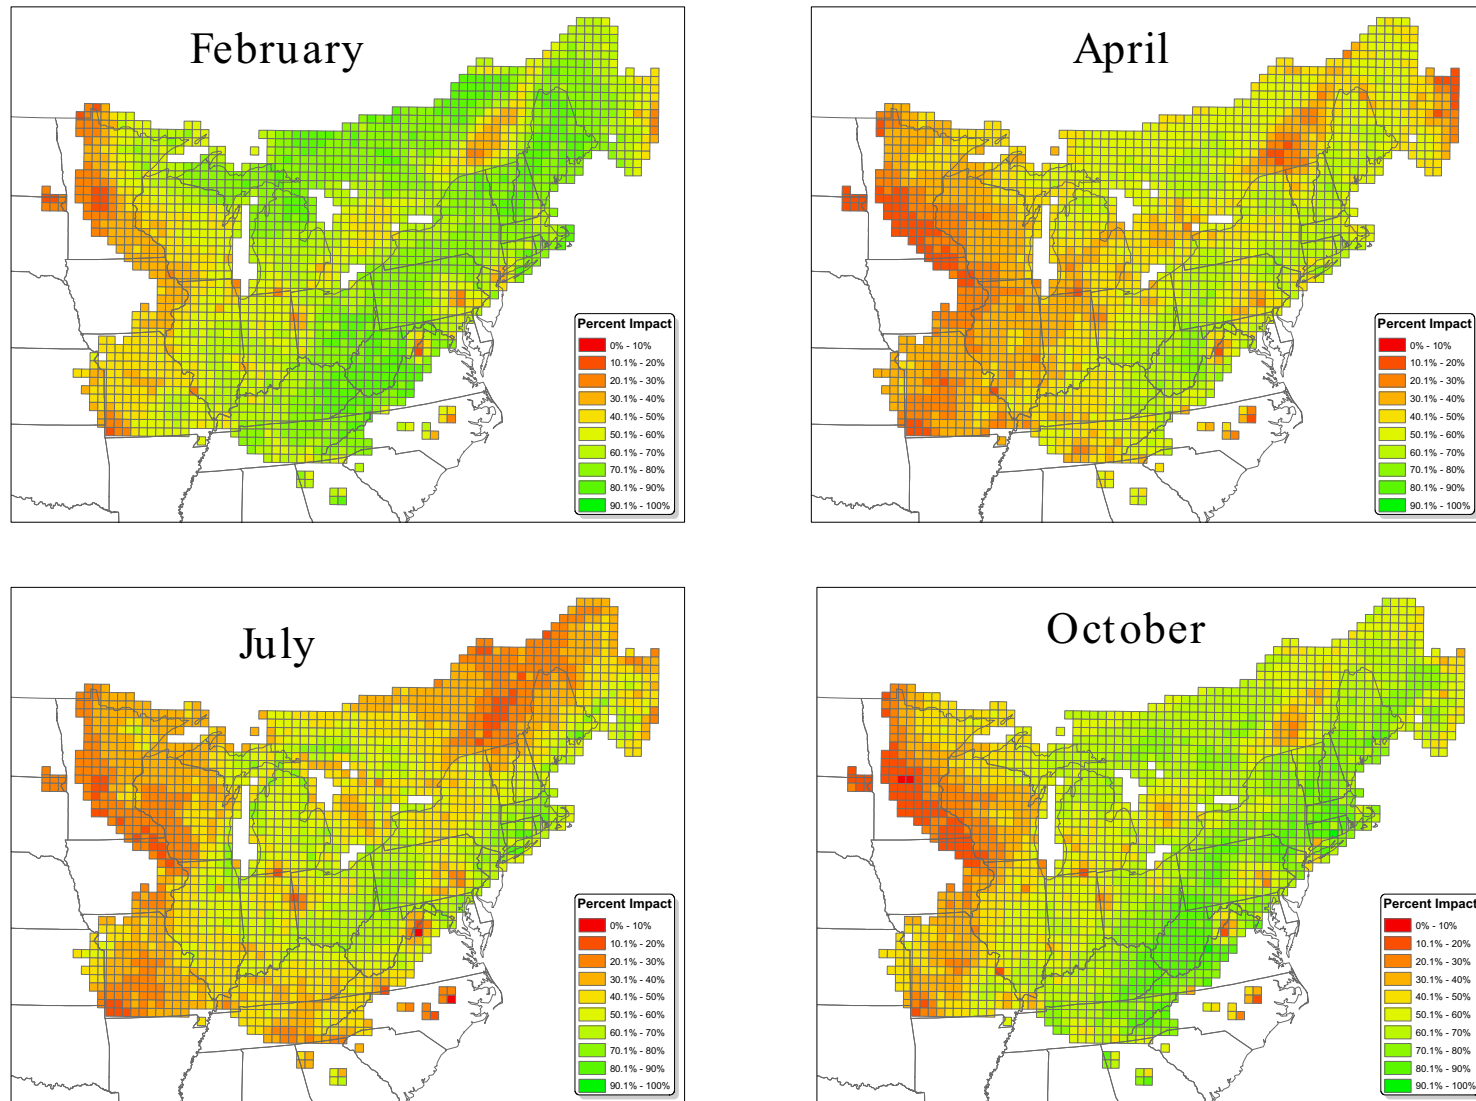 February
Percent Impact
0% - 10%
10.1% - 20%
20.1% - 30%
30.1% - 40%
40.1% - 50%
50.1% - 60%
60.1% - 70%
70.1% - 80%
80.1% - 90%
90.1% - 100%
April
Percent Impact
0% - 10%
10.1% - 20%
20.1% - 30%
30.1% - 40%
40.1% - 50%
50.1% - 60%
60.1% - 70%
70.1% - 80%
80.1% - 90%
90.1% - 100%
July
Percent Impact
0% - 10%
10.1% - 20%
20.1% - 30%
30.1% - 40%
40.1% - 50%
50.1% - 60%
60.1% - 70%
70.1% - 80%
80.1% - 90%
90.1% - 100%
October
Percent Impact
0% - 10%
10.1% - 20%
20.1% - 30%
30.1% - 40%
40.1% - 50%
50.1% - 60%
60.1% - 70%
70.1% - 80%
80.1% - 90%
90.1% - 100%